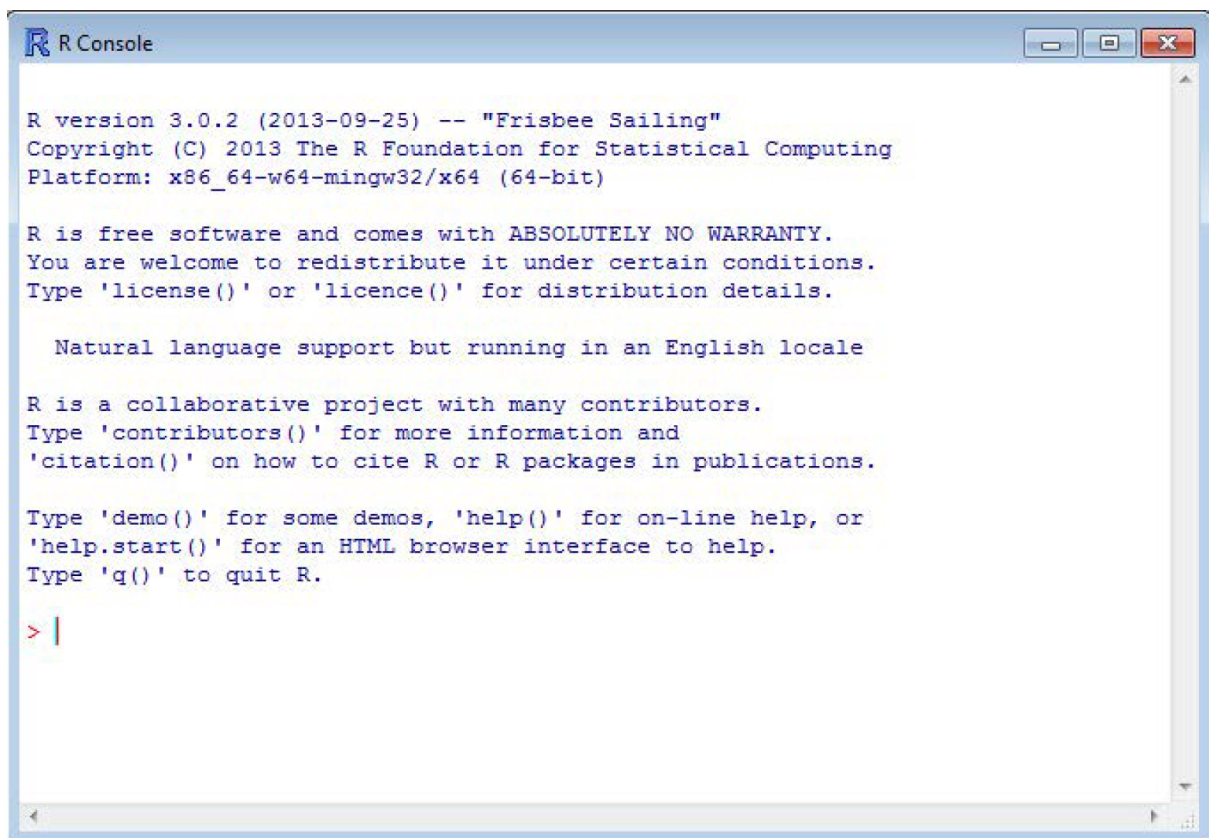 R Console
R version 3.0.2 (2013-09-25) -- "Frisbee Sailing"
Copyright (C) 2013 The R Foundation for Statistical Computing
Platform: x86_64-w64-mingw32/x64 (64-bit)
R is free software and comes with ABSOLUTELY NO WARRANTY.
You are welcome to redistribute it under certain conditions.
Type 'license()' or 'licence()' for distribution details.
Natural language support but running in an English locale
R is a collaborative project with many contributors.
Type 'contributors()' for more information and
'citation()' on how to cite R or R packages in publications.
Type 'demo()' for some demos, 'help()' for on-line help, or
'help.start()' for an HTML browser interface to help.
Type 'q()' to quit R.
>